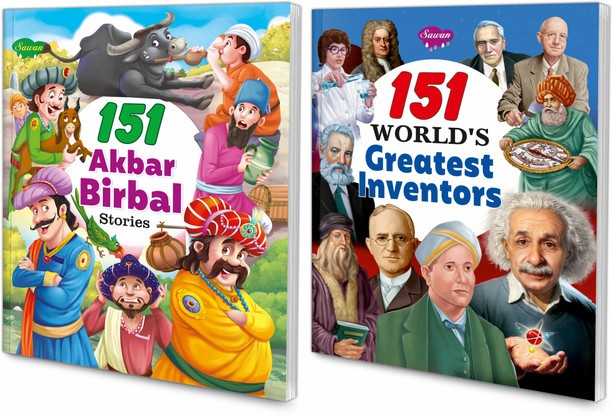 Sawan
151
Akbar
Birbal
Stories
Sawan
151
WORLD'S
Greatest
Inventors